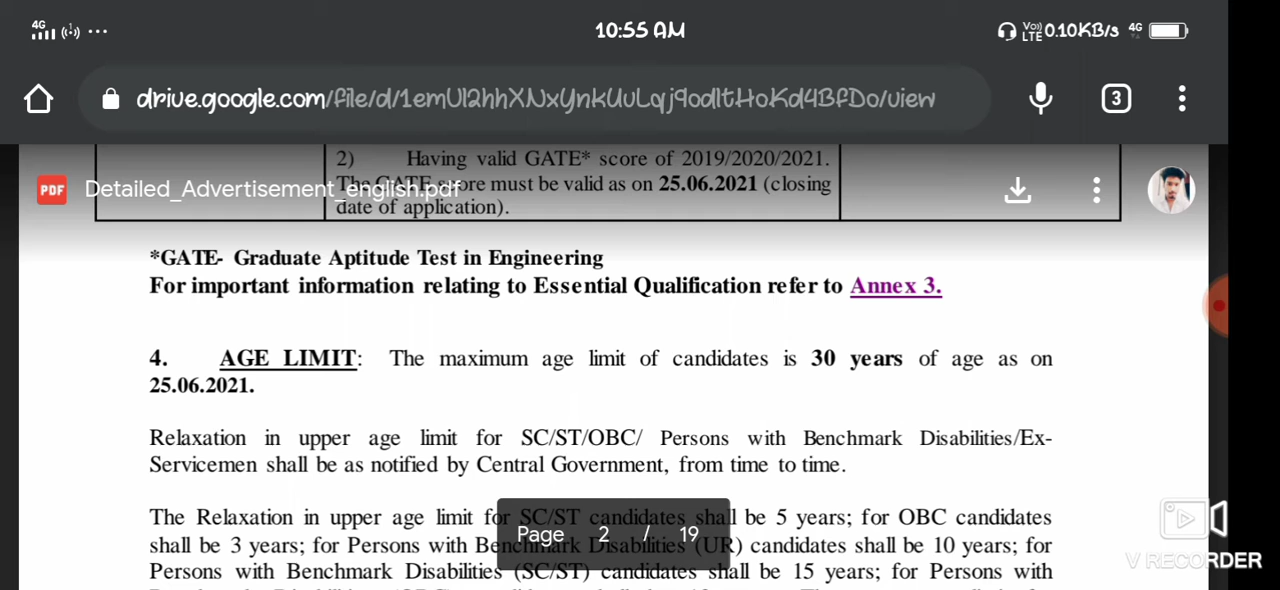 4G
10:55 AM
Vo)) LTE 0.10KB/s 4G
drive.google.com/file/d/
3
2) Having valid GATE* score of 2019/2020/2021.
The GATE score must be valid as on 25.06.2021 (closing
date of application).
PDF Detailed_Advertisement_english.pdf
*GATE- Graduate Aptitude Test in Engineering
For important information relating to Essential Qualification refer to Annex 3.
4. AGE LIMIT: The maximum age limit of candidates is 30 years of age as on
25.06.2021.
Relaxation in upper age limit for SC/ST/OBC/ Persons with Benchmark Disabilities/Ex-
Servicemen shall be as notified by Central Government, from time to time.
The Relaxation in upper age limit for SC/ST candidates shall be 5 years; for OBC candidates
shall be 3 years; for Persons with Benchmark Disabilities (UR) candidates shall be 10 years; for
Persons with Benchmark Disabilities (SC/ST) candidates shall be 15 years; for Persons with
Page 2 / 19
V RECORDER